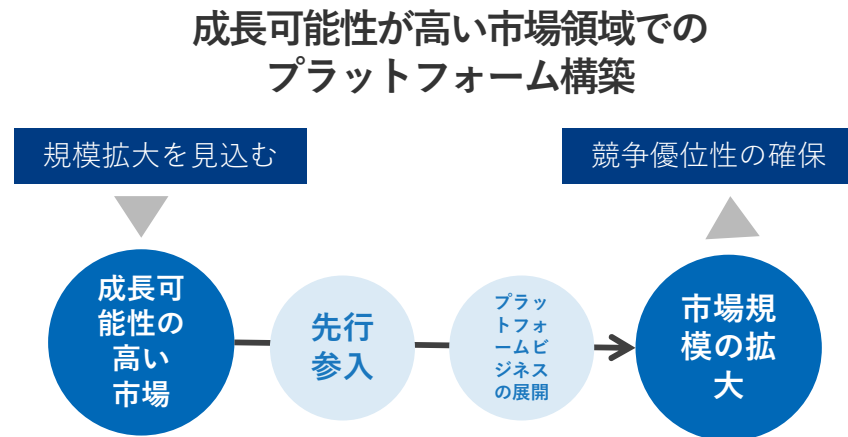 成長可能性が高い市場領域での
プラットフォーム構築
規模拡大を見込む
競争優位性の確保
成長可
能性の
高い
市場
先行
参入
プラッ
トフォ
ームビ
ジネス
の展開
市場規
模の拡
大